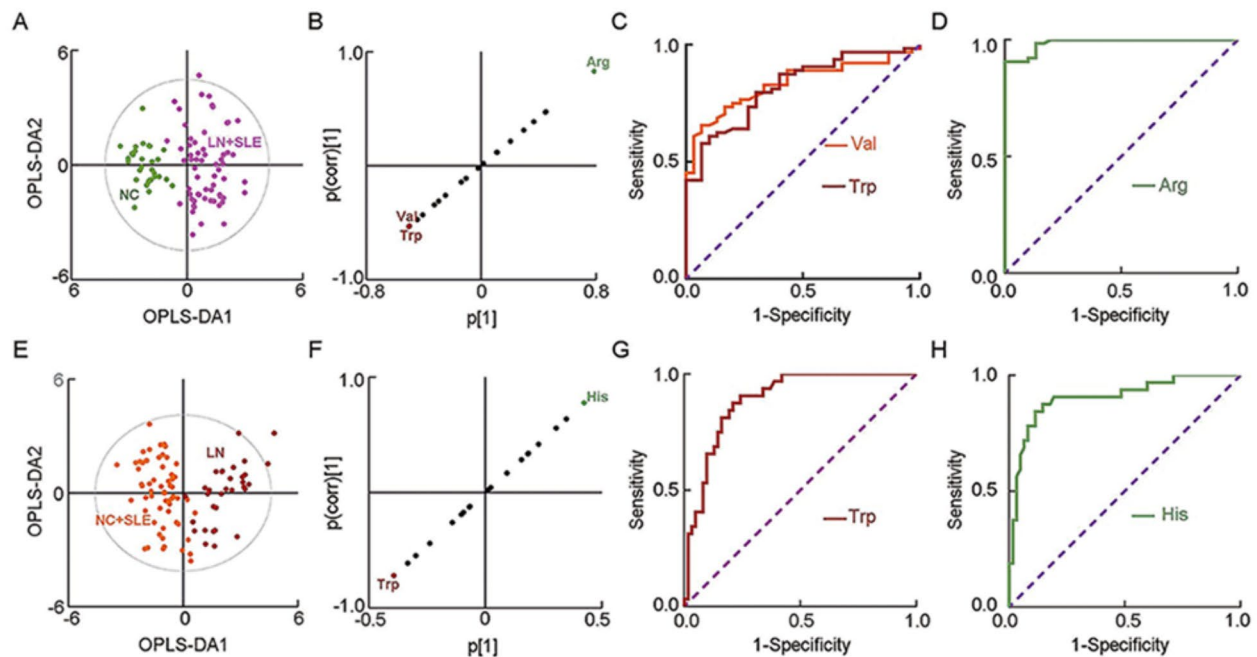 A
6
OPLS-DA2
0
-6
LN+SLE
NC
-6
0
6
OPLS-DA1
B
1.0
p(corr)[1]
-1.0
Arg
Val
Trp
-0.8
0
0.8
p[1]
C
1.0
Sensitivity
0.5
0.0
Val
Trp
0.0
0.5
1.0
1-Specificity
D
1.0
Sensitivity
0.5
0.0
Arg
0.0
0.5
1.0
1-Specificity
E
6
OPLS-DA2
0
-6
LN
NC+SLE
-6
0
6
OPLS-DA1
F
1.0
p(corr)[1]
-1.0
His
Trp
-0.5
0
0.5
p[1]
G
1.0
Sensitivity
0.5
0.0
Trp
0.0
0.5
1.0
1-Specificity
H
1.0
Sensitivity
0.5
0.0
His
0.0
0.5
1.0
1-Specificity